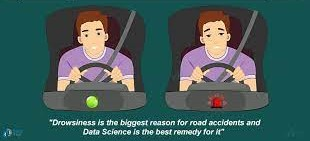 "Drowsiness is the biggest reason for road accidents and
Data Science is the best remedy for it"